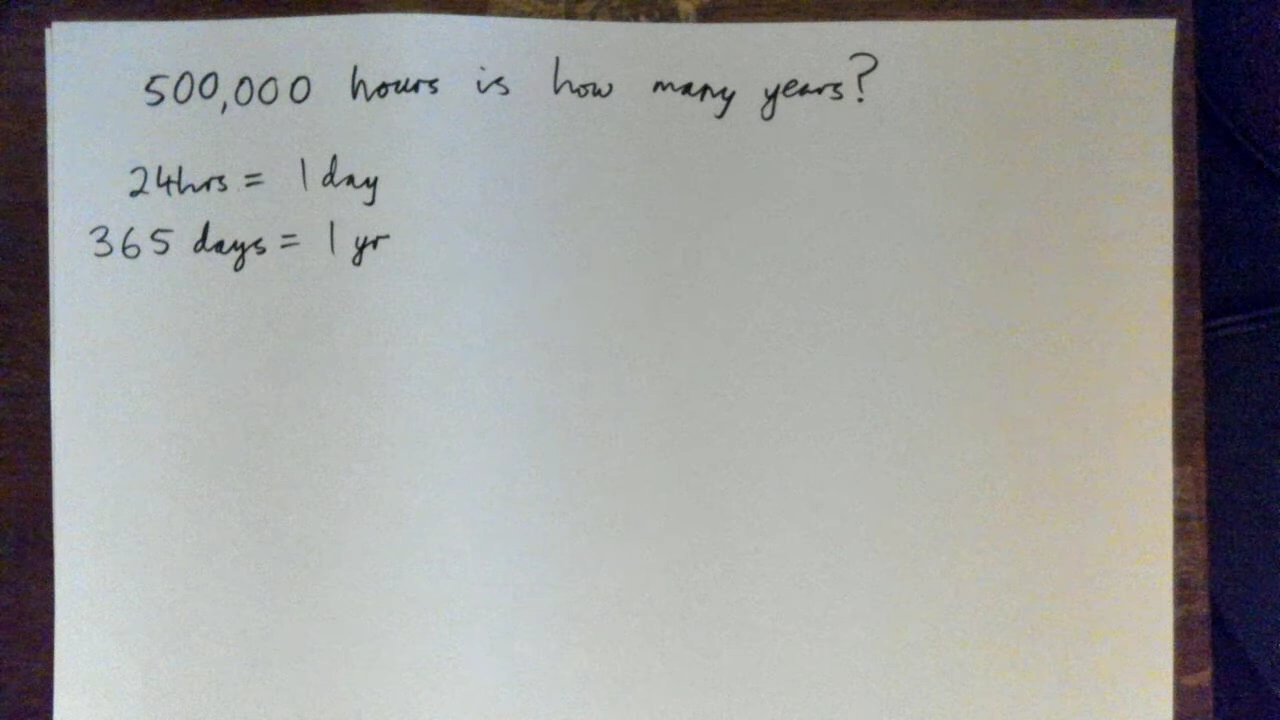 500,000 hours is how many years?
24hrs = 1 day
365 days = 1 yr